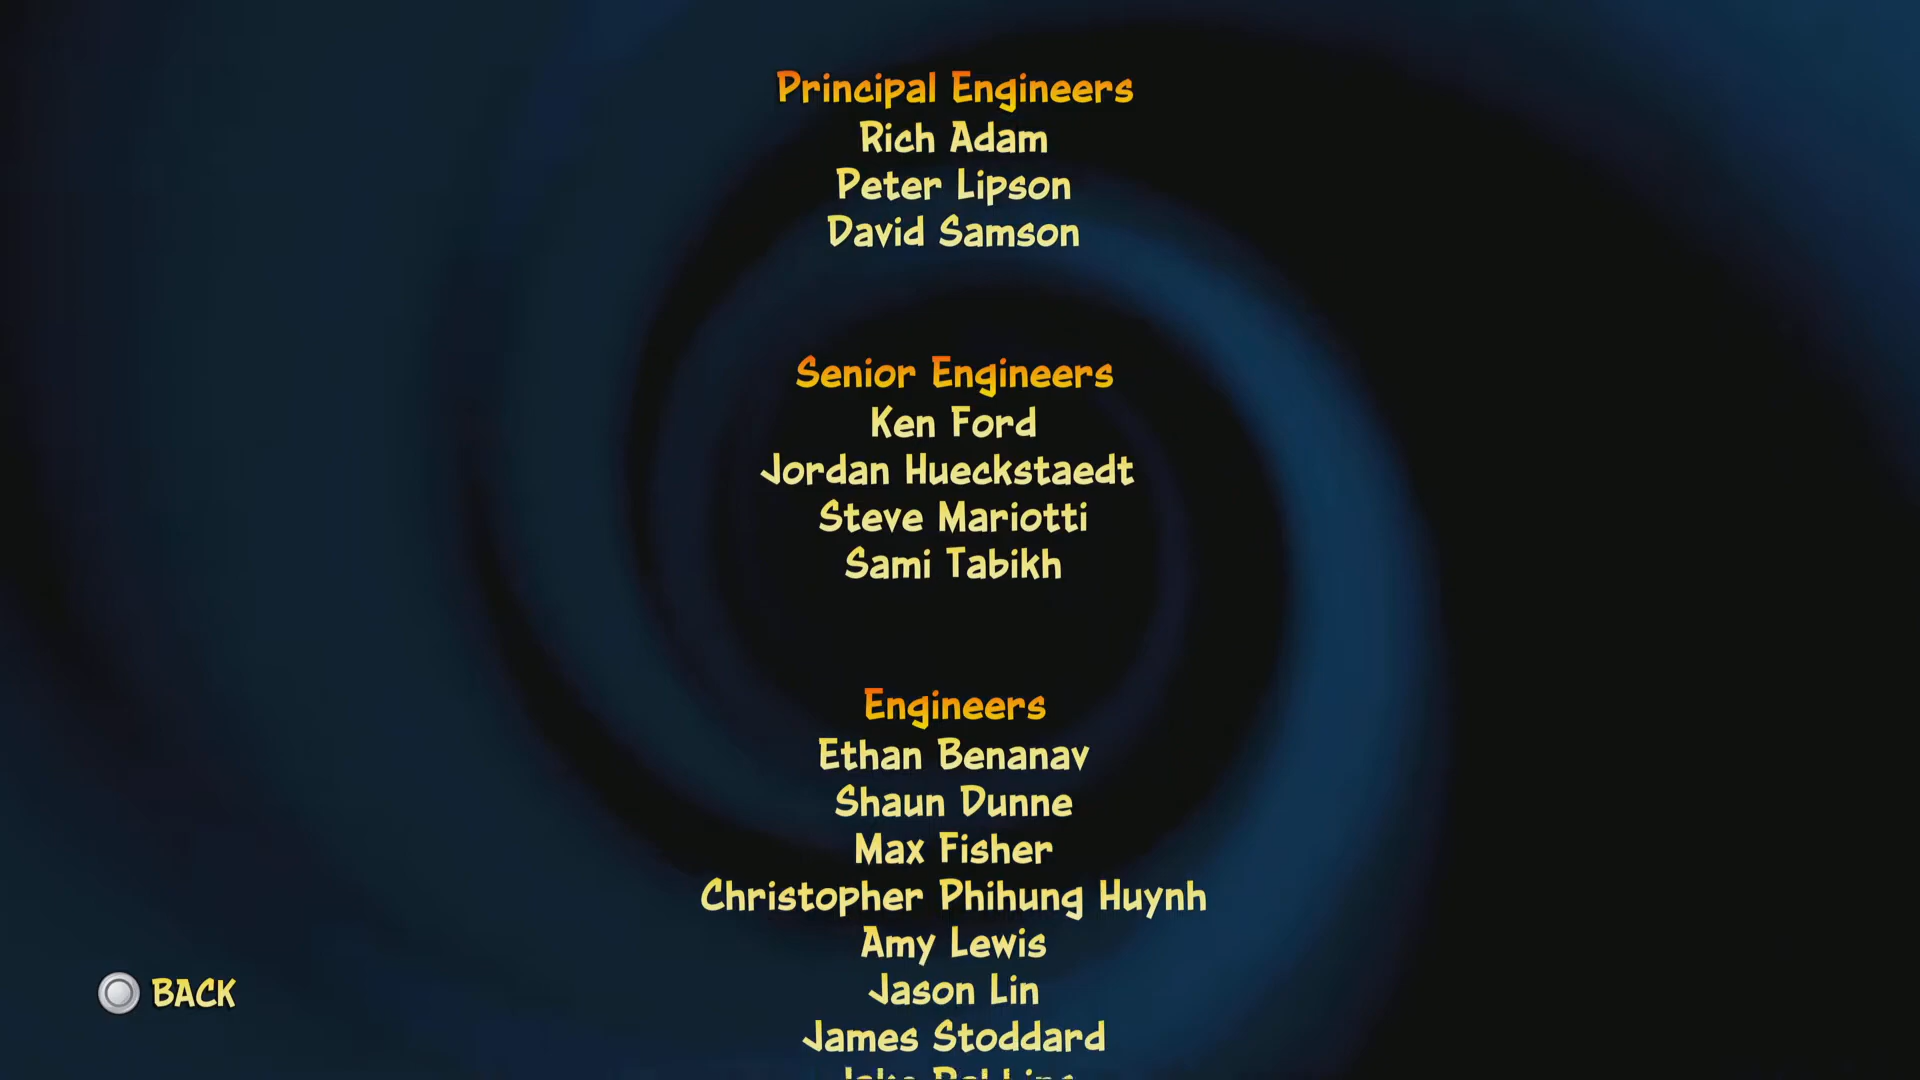 Principal Engineers
Rich Adam
Peter Lipson
David Samson
Senior Engineers
Ken Ford
Jordan Hueckstaedt
Steve Mariotti
Sami Tabikh
Engineers
Ethan Benanav
Shaun Dunne
Max Fisher
Christopher Phihung Huynh
Amy Lewis
Jason Lin
James Stoddard
BACK